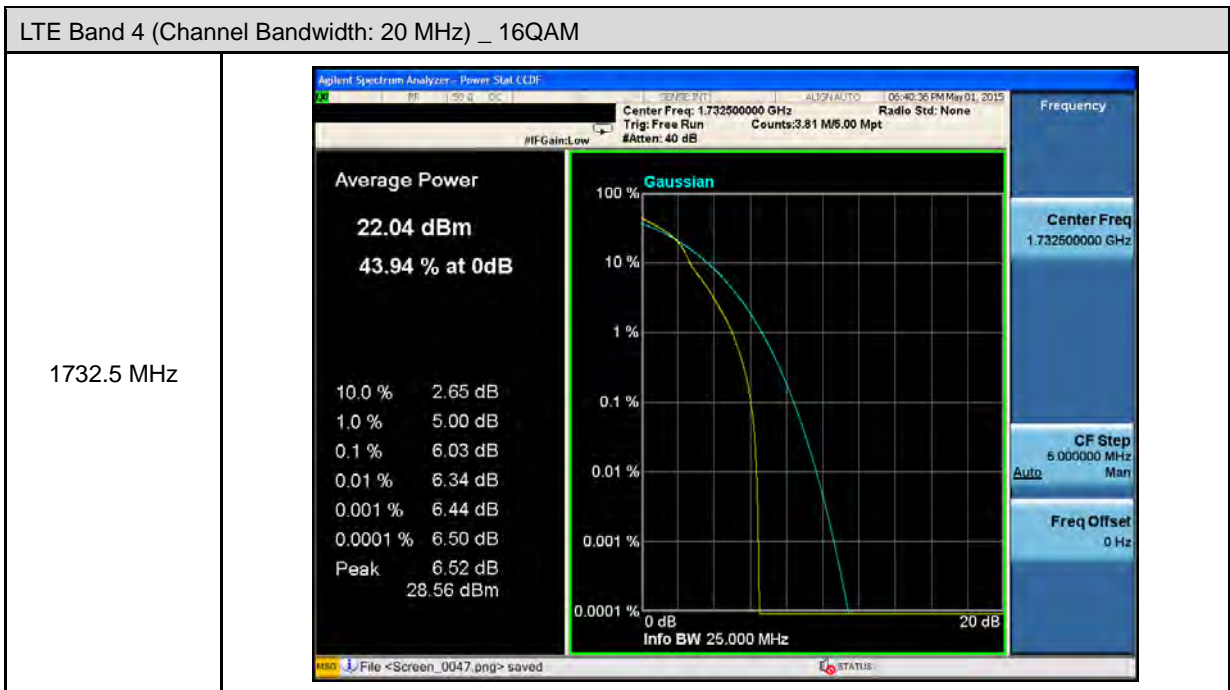 LTE Band 4 (Channel Bandwidth: 20 MHz) _ 16QAM
1732.5 MHz
Agilent Spectrum Analyzer - Power Stat CCDF
RF 50 Ω DC SENSE:INT ALIGN AUTO 06:40:36 PM May 01, 2015
Center Freq: 1.732500000 GHz Radio Std: None
Trig: Free Run Counts:3.81 M/5.00 Mpt
#IFGain:Low #Atten: 40 dB
Average Power
22.04 dBm
43.94 % at 0dB
10.0 % 2.65 dB
1.0 % 5.00 dB
0.1 % 6.03 dB
0.01 % 6.34 dB
0.001 % 6.44 dB
0.0001 % 6.50 dB
Peak 6.52 dB
28.56 dBm
Gaussian
100 %
10 %
1 %
0.1 %
0.01 %
0.001 %
0.0001 %
0 dB 20 dB
Info BW 25.000 MHz
Frequency
Center Freq
1.732500000 GHz
CF Step
5.000000 MHz
Auto Man
Freq Offset
0 Hz
MSG File <Screen_0047.png> saved STATUS